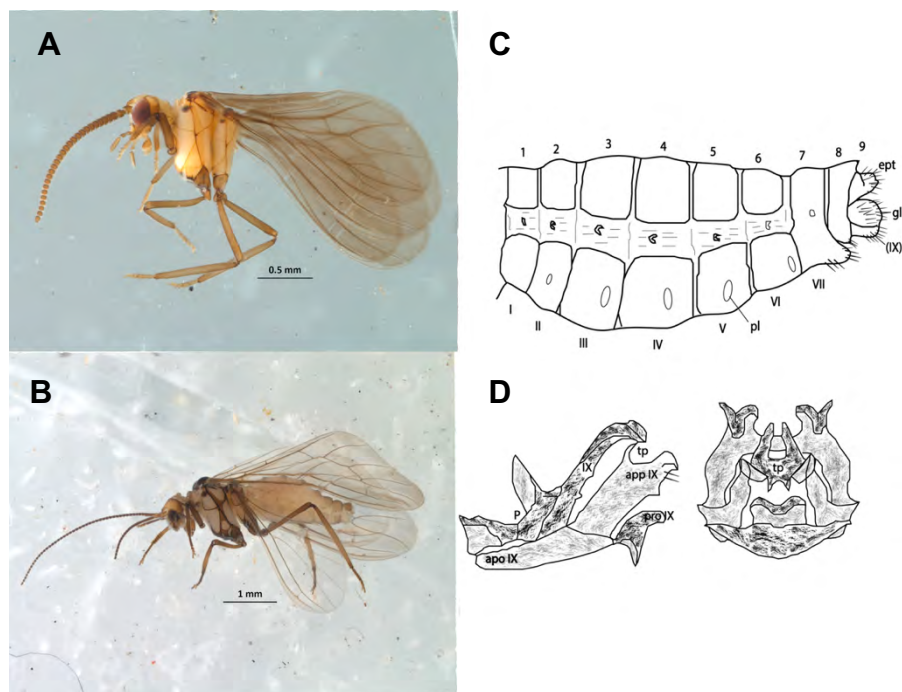 A
0.5 mm
B
1 mm
C
1 2 3 4 5 6 7 8 9
ept
gl
(IX)
I II III IV V VI VII
pl
D
P
IX
tp
app IX
pro IX
apo IX
tp